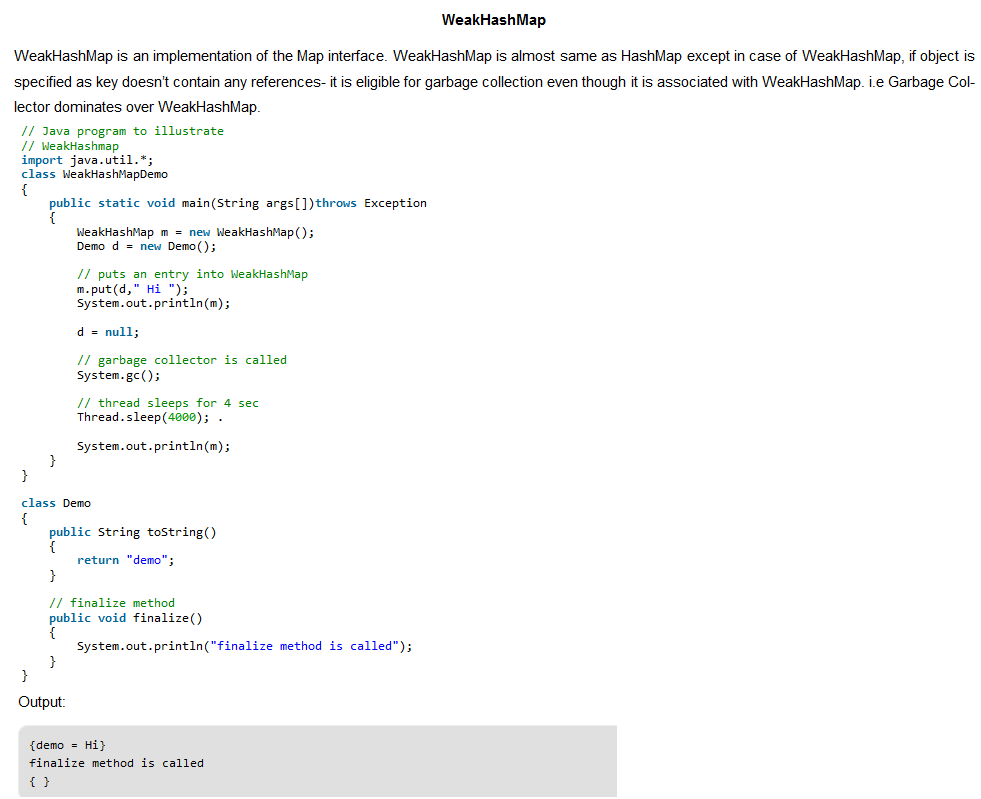 WeakHashMap
WeakHashMap is an implementation of the Map interface. WeakHashMap is almost same as HashMap except in case of WeakHashMap, if object is
specified as key doesn't contain any references- it is eligible for garbage collection even though it is associated with WeakHashMap. i.e Garbage Col-
lector dominates over WeakHashMap.
// Java program to illustrate
// WeakHashmap
import java.util.*;
class WeakHashMapDemo
{
    public static void main(String args[])throws Exception
    {
        WeakHashMap m = new WeakHashMap();
        Demo d = new Demo();
        // puts an entry into WeakHashMap
        m.put(d," Hi ");
        System.out.println(m);
        d = null;
        // garbage collector is called
        System.gc();
        // thread sleeps for 4 sec
        Thread.sleep(4000); .
        System.out.println(m);
    }
}
class Demo
{
    public String toString()
    {
        return "demo";
    }
    // finalize method
    public void finalize()
    {
        System.out.println("finalize method is called");
    }
}
Output:
{demo = Hi}
finalize method is called
{ }